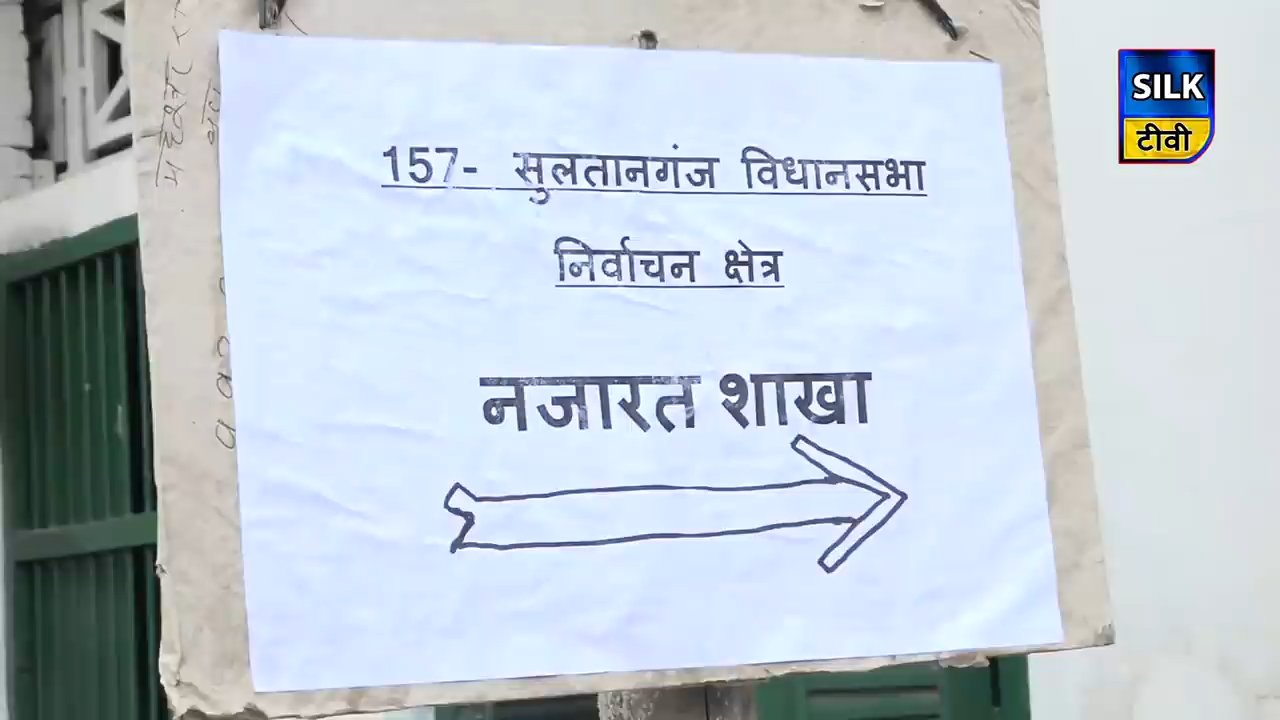 157- सुलतानगंज विधानसभा
निर्वाचन क्षेत्र
नजारत शाखा
SILK
टीवी